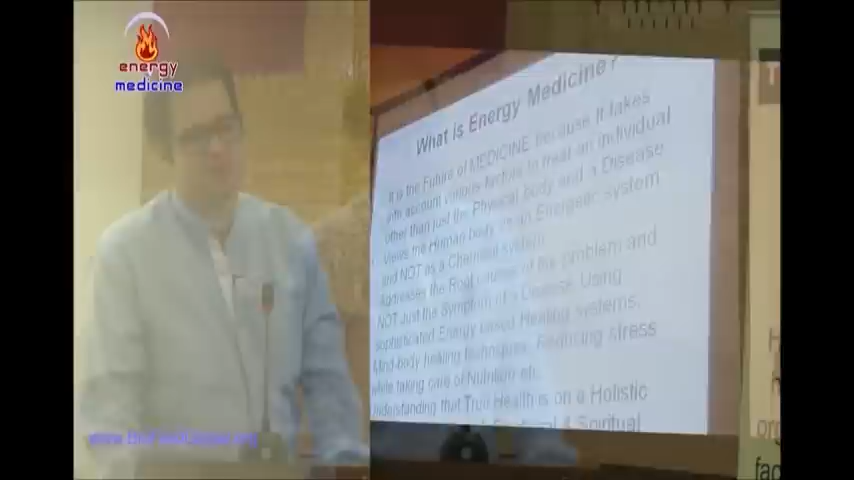 energy
medicine
What is Energy Medicine?
It is the Future of MEDICINE because it takes
into account various factors to treat an individual
other than just the Physical body and a Disease
views the Human body as an Energetic system
and NOT as a Chemical system.
Addresses the Root cause of the problem and
NOT just the Symptom of a Disease. Using
sophisticated Energy based Healing systems,
Mind-body healing techniques, Reducing stress
while taking care of Nutrition etc.
Understanding that True Health is on a Holistic
& Spiritual